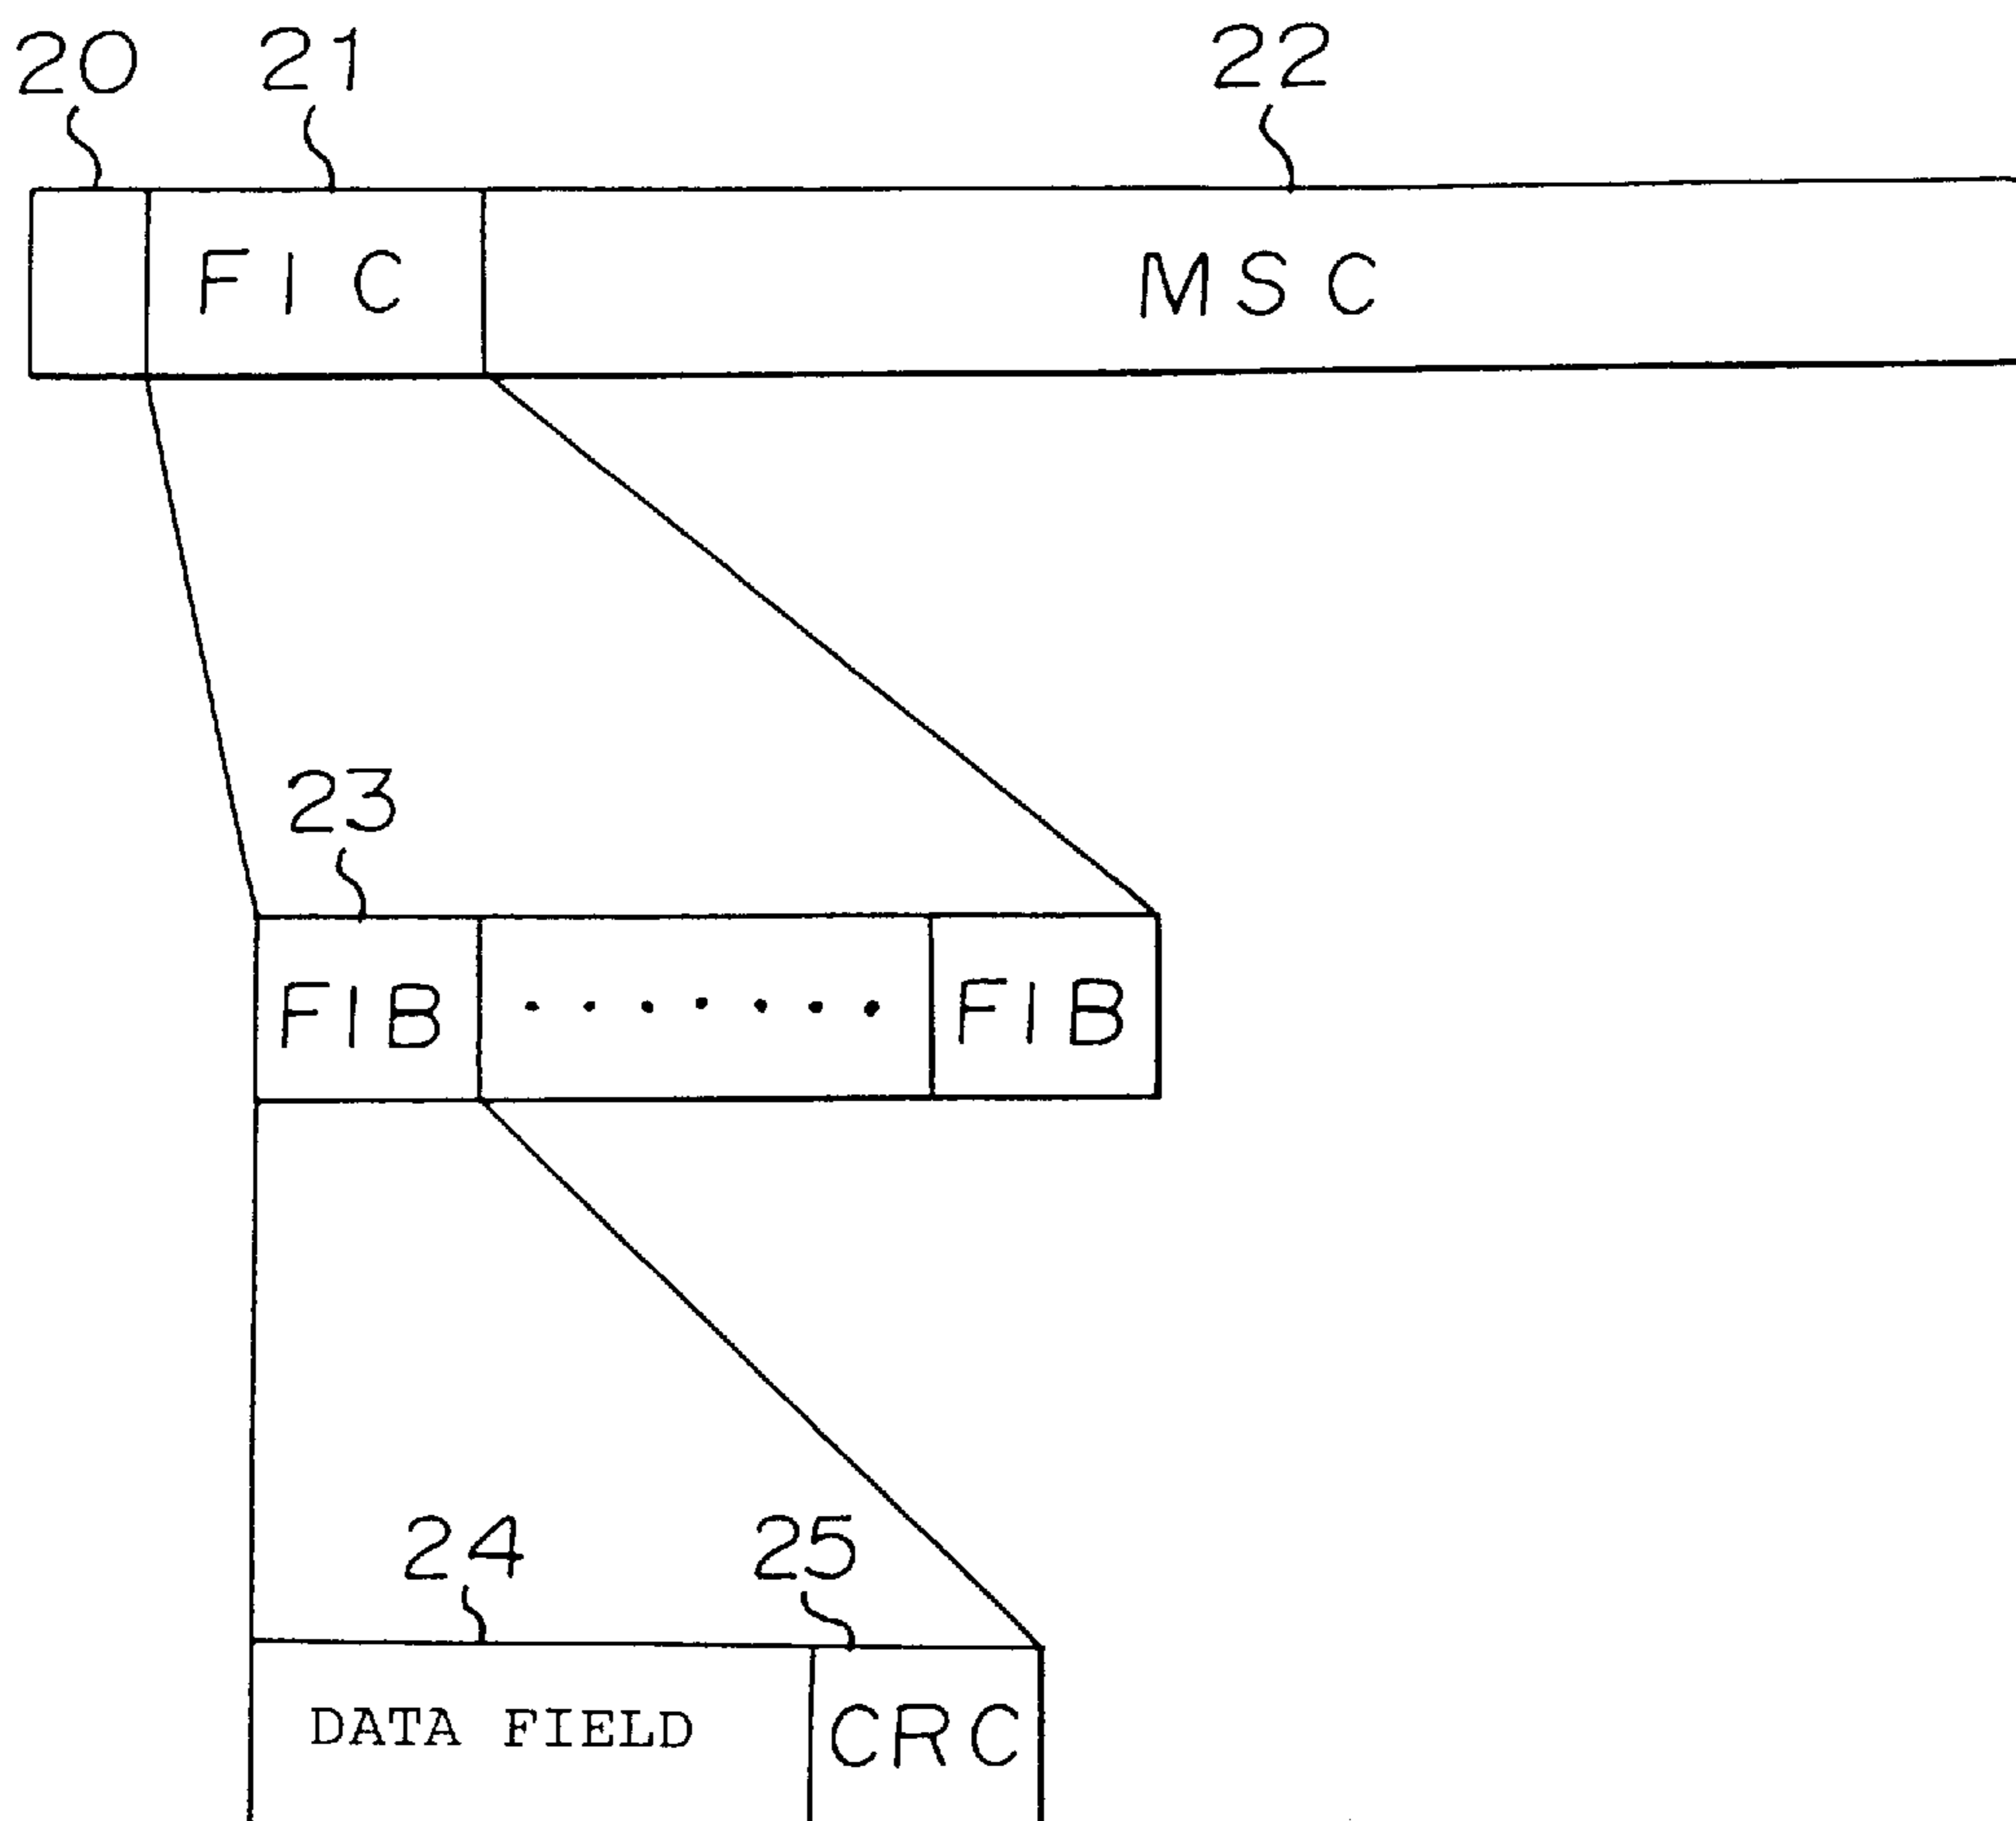 20 21 22
FIC MSC
23
FIB ....... FIB
24 25
DATA FIELD CRC